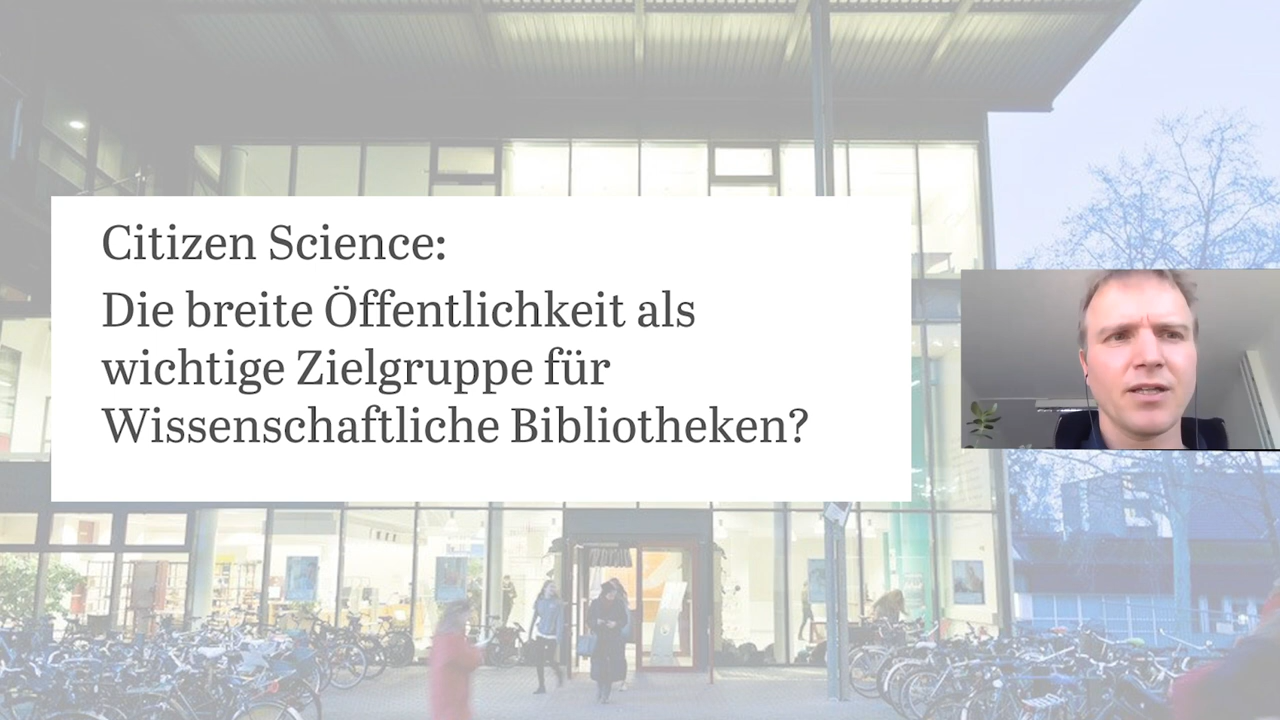 Citizen Science:
Die breite Öffentlichkeit als
wichtige Zielgruppe für
Wissenschaftliche Bibliotheken?